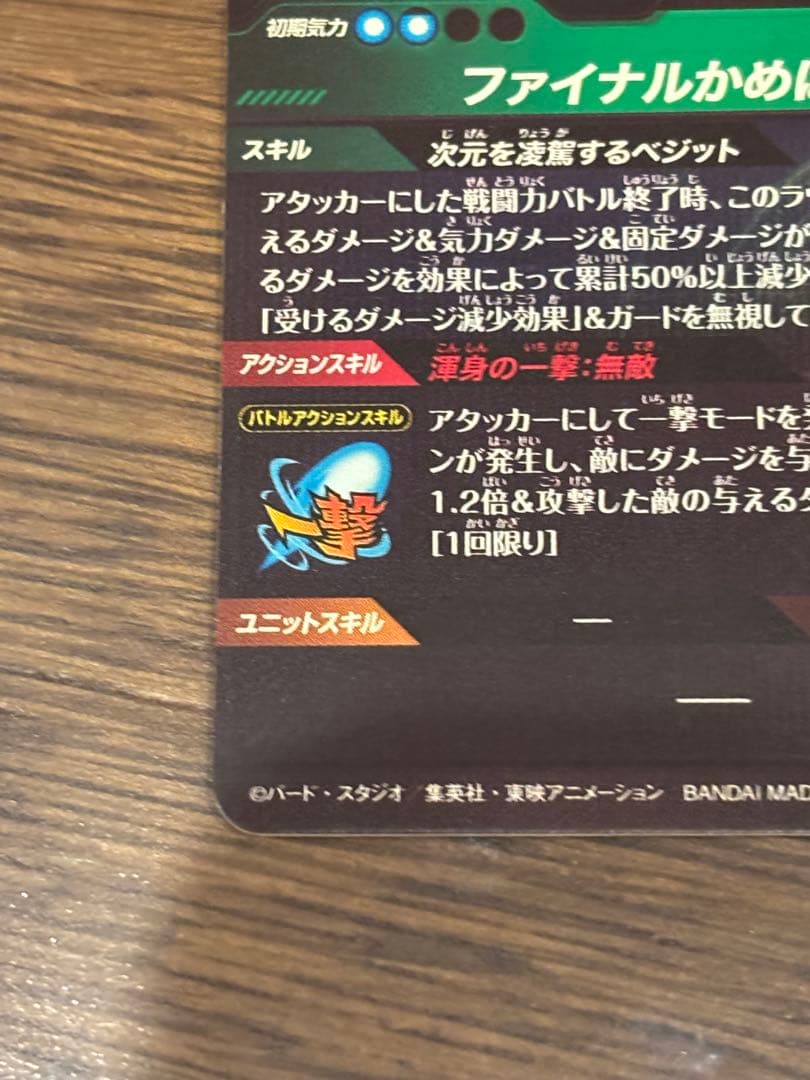 初期気力
ファイナルかめ
スキル
次元を凌駕するベジット
アタッカーにした戦闘力バトル終了時、このラ
えるダメージ&気力ダメージ&固定ダメージが
るダメージを効果によって累計50%以上減少
「受けるダメージ減少効果」&ガードを無視して
アクションスキル
渾身の一撃:無敵
バトルアクションスキル
アタッカーにして一撃モードを
ンが発生し、敵にダメージを与
1.2倍&攻撃した敵の与える
[1回限り]
一撃
ユニットスキル
—
—
©バード・スタジオ/集英社・東映アニメーション BANDAI MAD